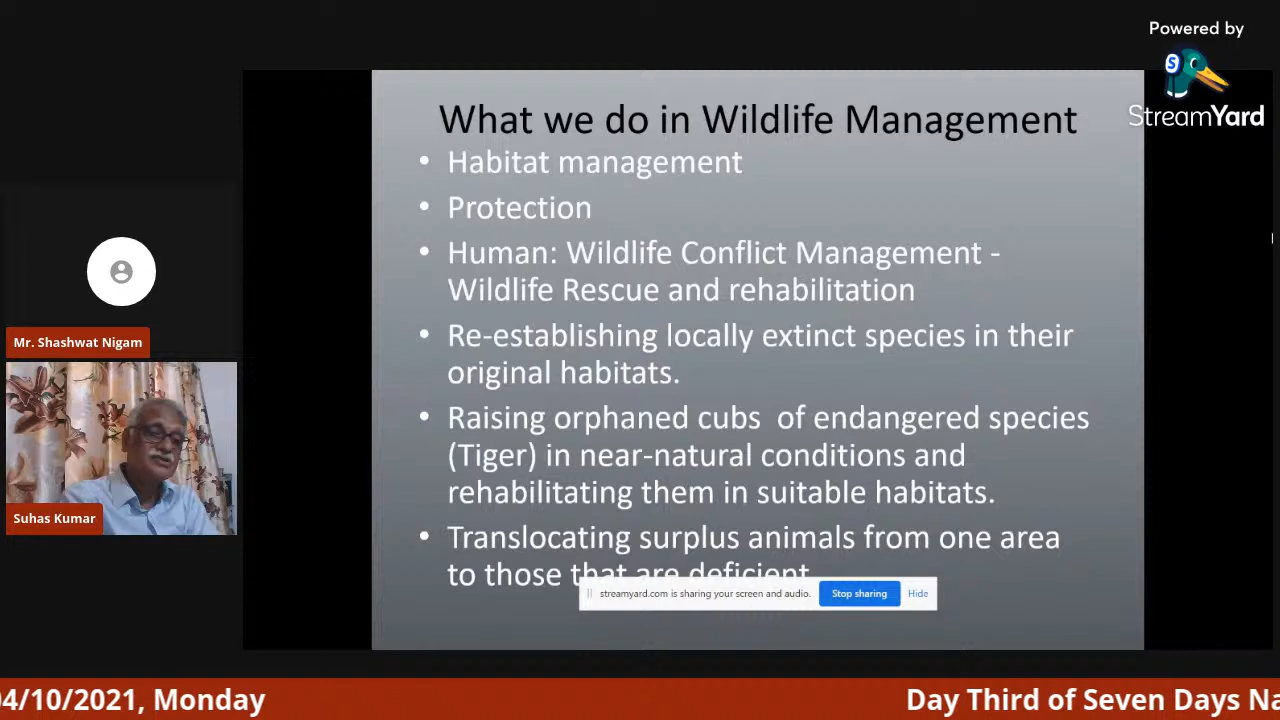 Powered by
StreamYard
What we do in Wildlife Management
• Habitat management
• Protection
• Human: Wildlife Conflict Management -
Wildlife Rescue and rehabilitation
• Re-establishing locally extinct species in their
original habitats.
• Raising orphaned cubs of endangered species
(Tiger) in near-natural conditions and
rehabilitating them in suitable habitats.
• Translocating surplus animals from one area
to those that are deficient
streamyard.com is sharing your screen and audio. Stop sharing Hide
Mr. Shashwat Nigam
Suhas Kumar
04/10/2021, Monday
Day Third of Seven Days Na